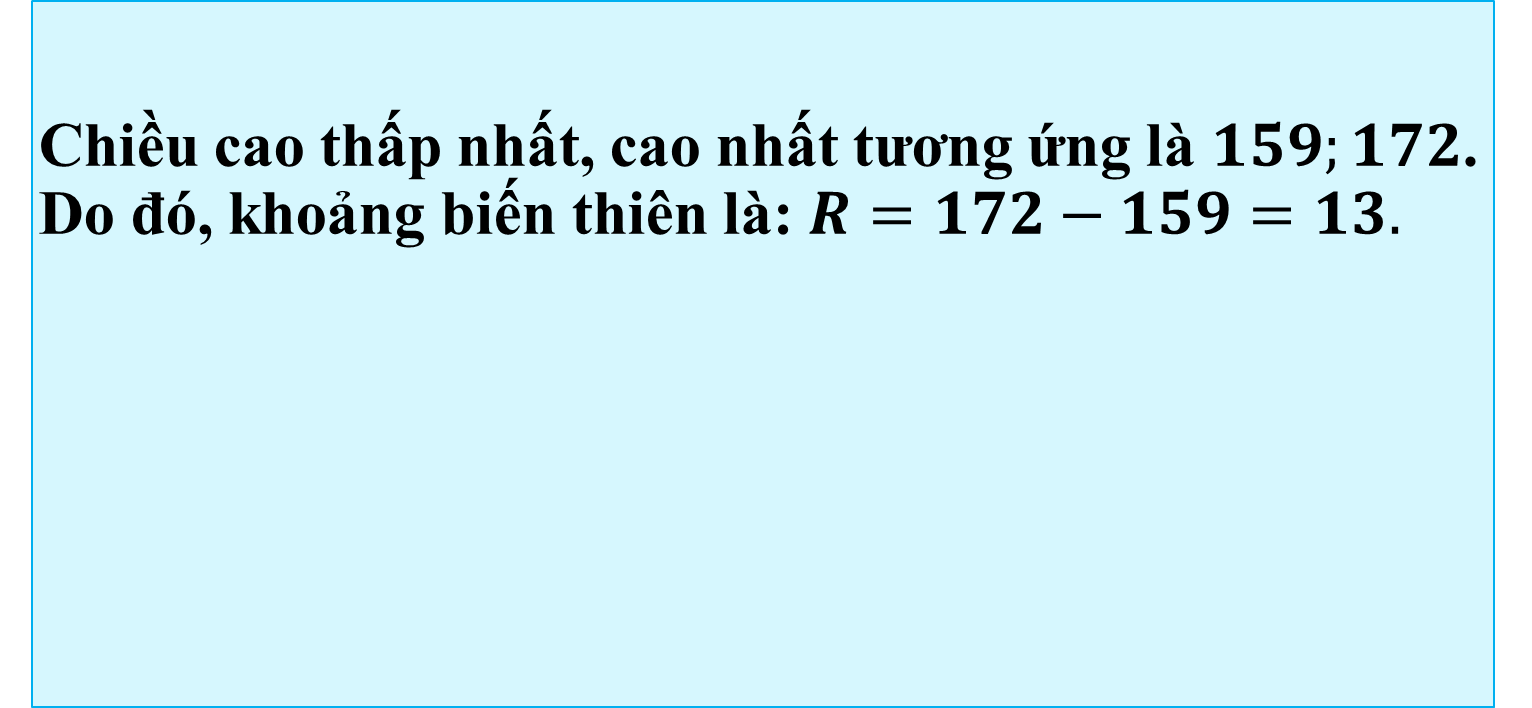 Chiều cao thấp nhất, cao nhất tương ứng là 159; 172.
Do đó, khoảng biến thiên là: R = 172 − 159 = 13.